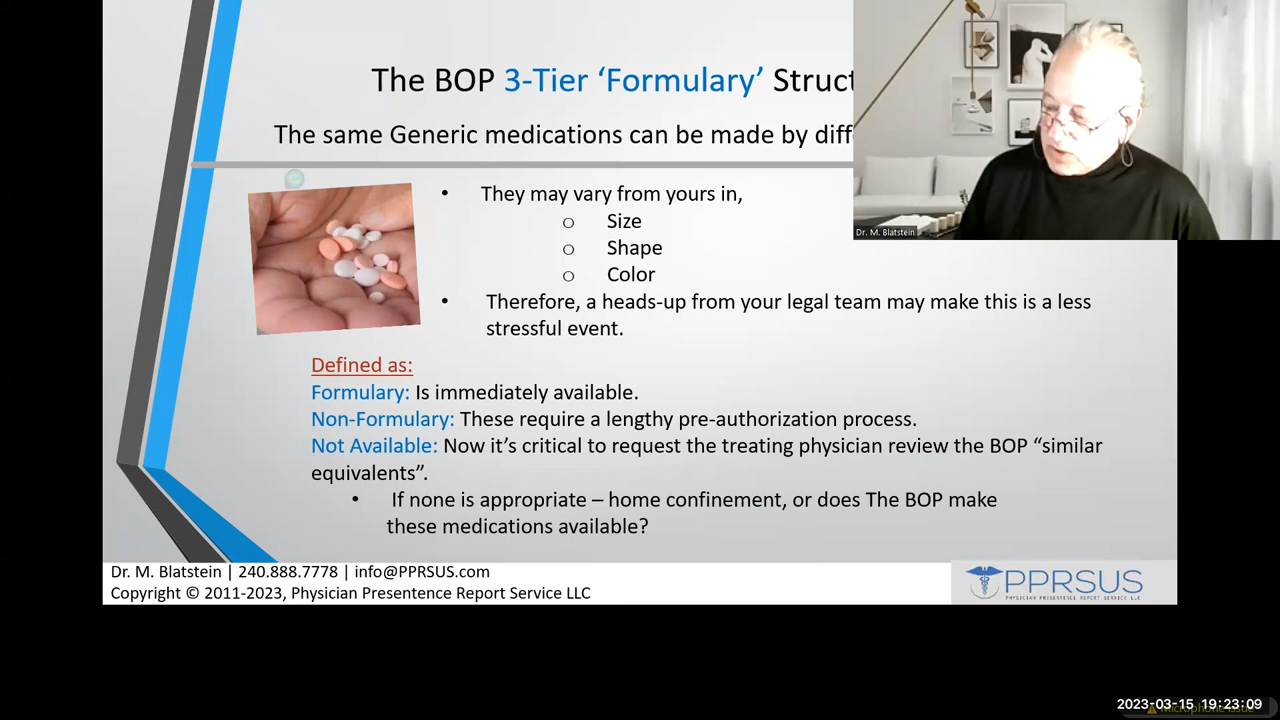 The BOP 3-Tier ‘Formulary’ Struct
The same Generic medications can be made by diff
• They may vary from yours in,
o Size
o Shape
o Color
Dr. M. Blatstein
• Therefore, a heads-up from your legal team may make this is a less
stressful event.
Defined as:
Formulary: Is immediately available.
Non-Formulary: These require a lengthy pre-authorization process.
Not Available: Now it’s critical to request the treating physician review the BOP “similar
equivalents”.
• If none is appropriate – home confinement, or does The BOP make
these medications available?
Dr. M. Blatstein | 240.888.7778 | info@PPRSUS.com
Copyright © 2011-2023, Physician Presentence Report Service LLC
PPRSUS
PHYSICIAN PRESENTENCE REPORT SERVICE LLC
2023-03-15 19:23:09